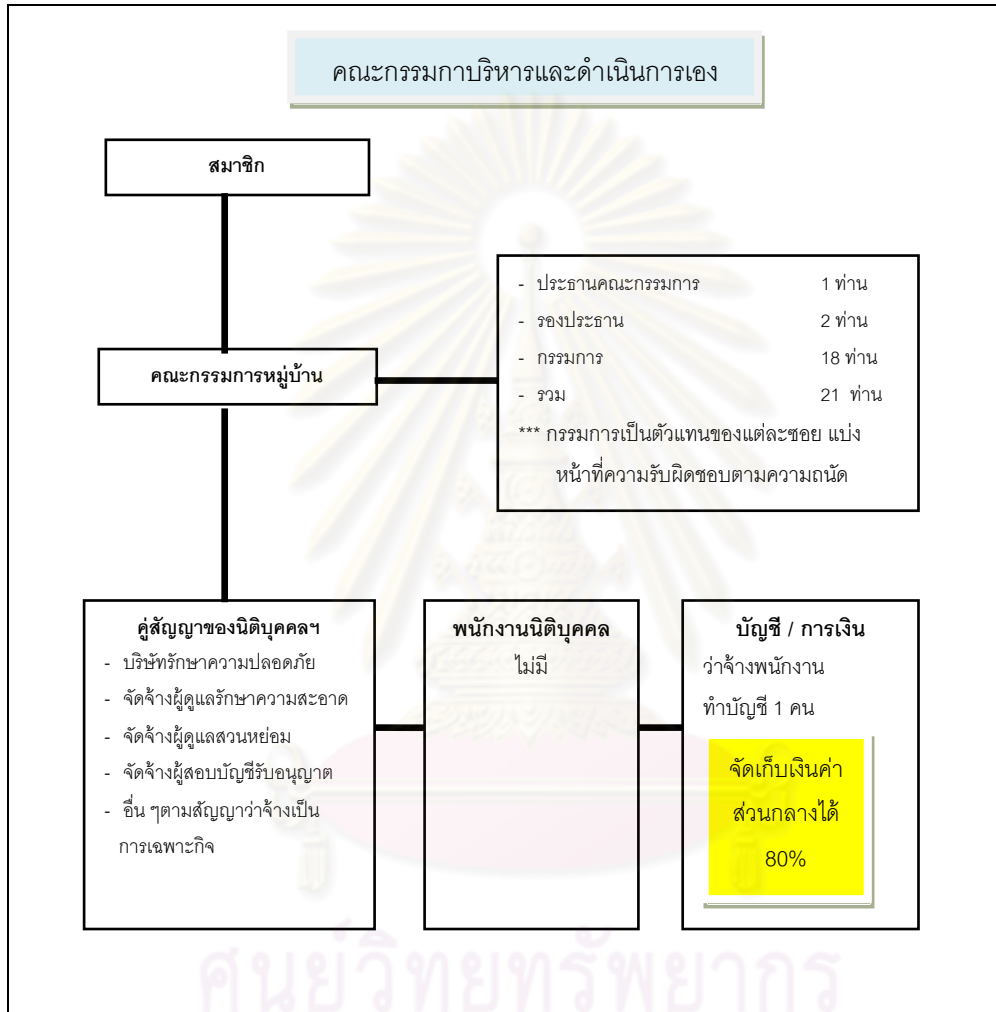 คณะกรรมกาบริหารและดำเนินการเอง
สมาชิก
- ประธานคณะกรรมการ 1 ท่าน
- รองประธาน 2 ท่าน
- กรรมการ 18 ท่าน
- รวม 21 ท่าน
*** กรรมการเป็นตัวแทนของแต่ละซอย แบ่ง
หน้าที่ความรับผิดชอบตามความถนัด
คณะกรรมการหมู่บ้าน
คู่สัญญาของนิติบุคคลฯ
- บริษัทรักษาความปลอดภัย
- จัดจ้างผู้ดูแลรักษาความสะอาด
- จัดจ้างผู้ดูแลสวนหย่อม
- จัดจ้างผู้สอบบัญชีรับอนุญาต
- อื่น ๆตามสัญญาว่าจ้างเป็น
การเฉพาะกิจ
พนักงานนิติบุคคล
ไม่มี
บัญชี / การเงิน
ว่าจ้างพนักงาน
ทำบัญชี 1 คน
จัดเก็บเงินค่า
ส่วนกลางได้
80%
ศูนย์วิทยทรัพยากร